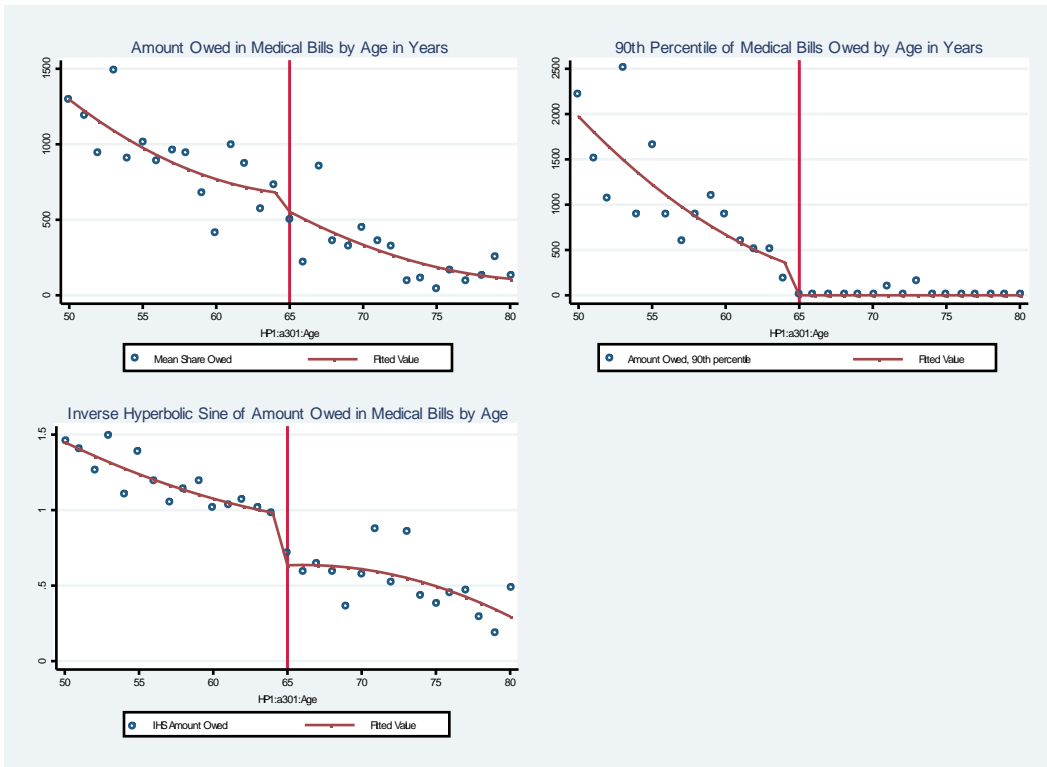 Amount Owed in Medical Bills by Age in Years
1500
1000
500
0
50 55 60 65 70 75 80
HP1:a301:Age
Mean Share Owed Fitted Value
90th Percentile of Medical Bills Owed by Age in Years
2500
2000
1500
1000
500
0
50 55 60 65 70 75 80
HP1:a301:Age
Amount Owed, 90th percentile Fitted Value
Inverse Hyperbolic Sine of Amount Owed in Medical Bills by Age
1.5
1
.5
0
50 55 60 65 70 75 80
HP1:a301:Age
IHS Amount Owed Fitted Value